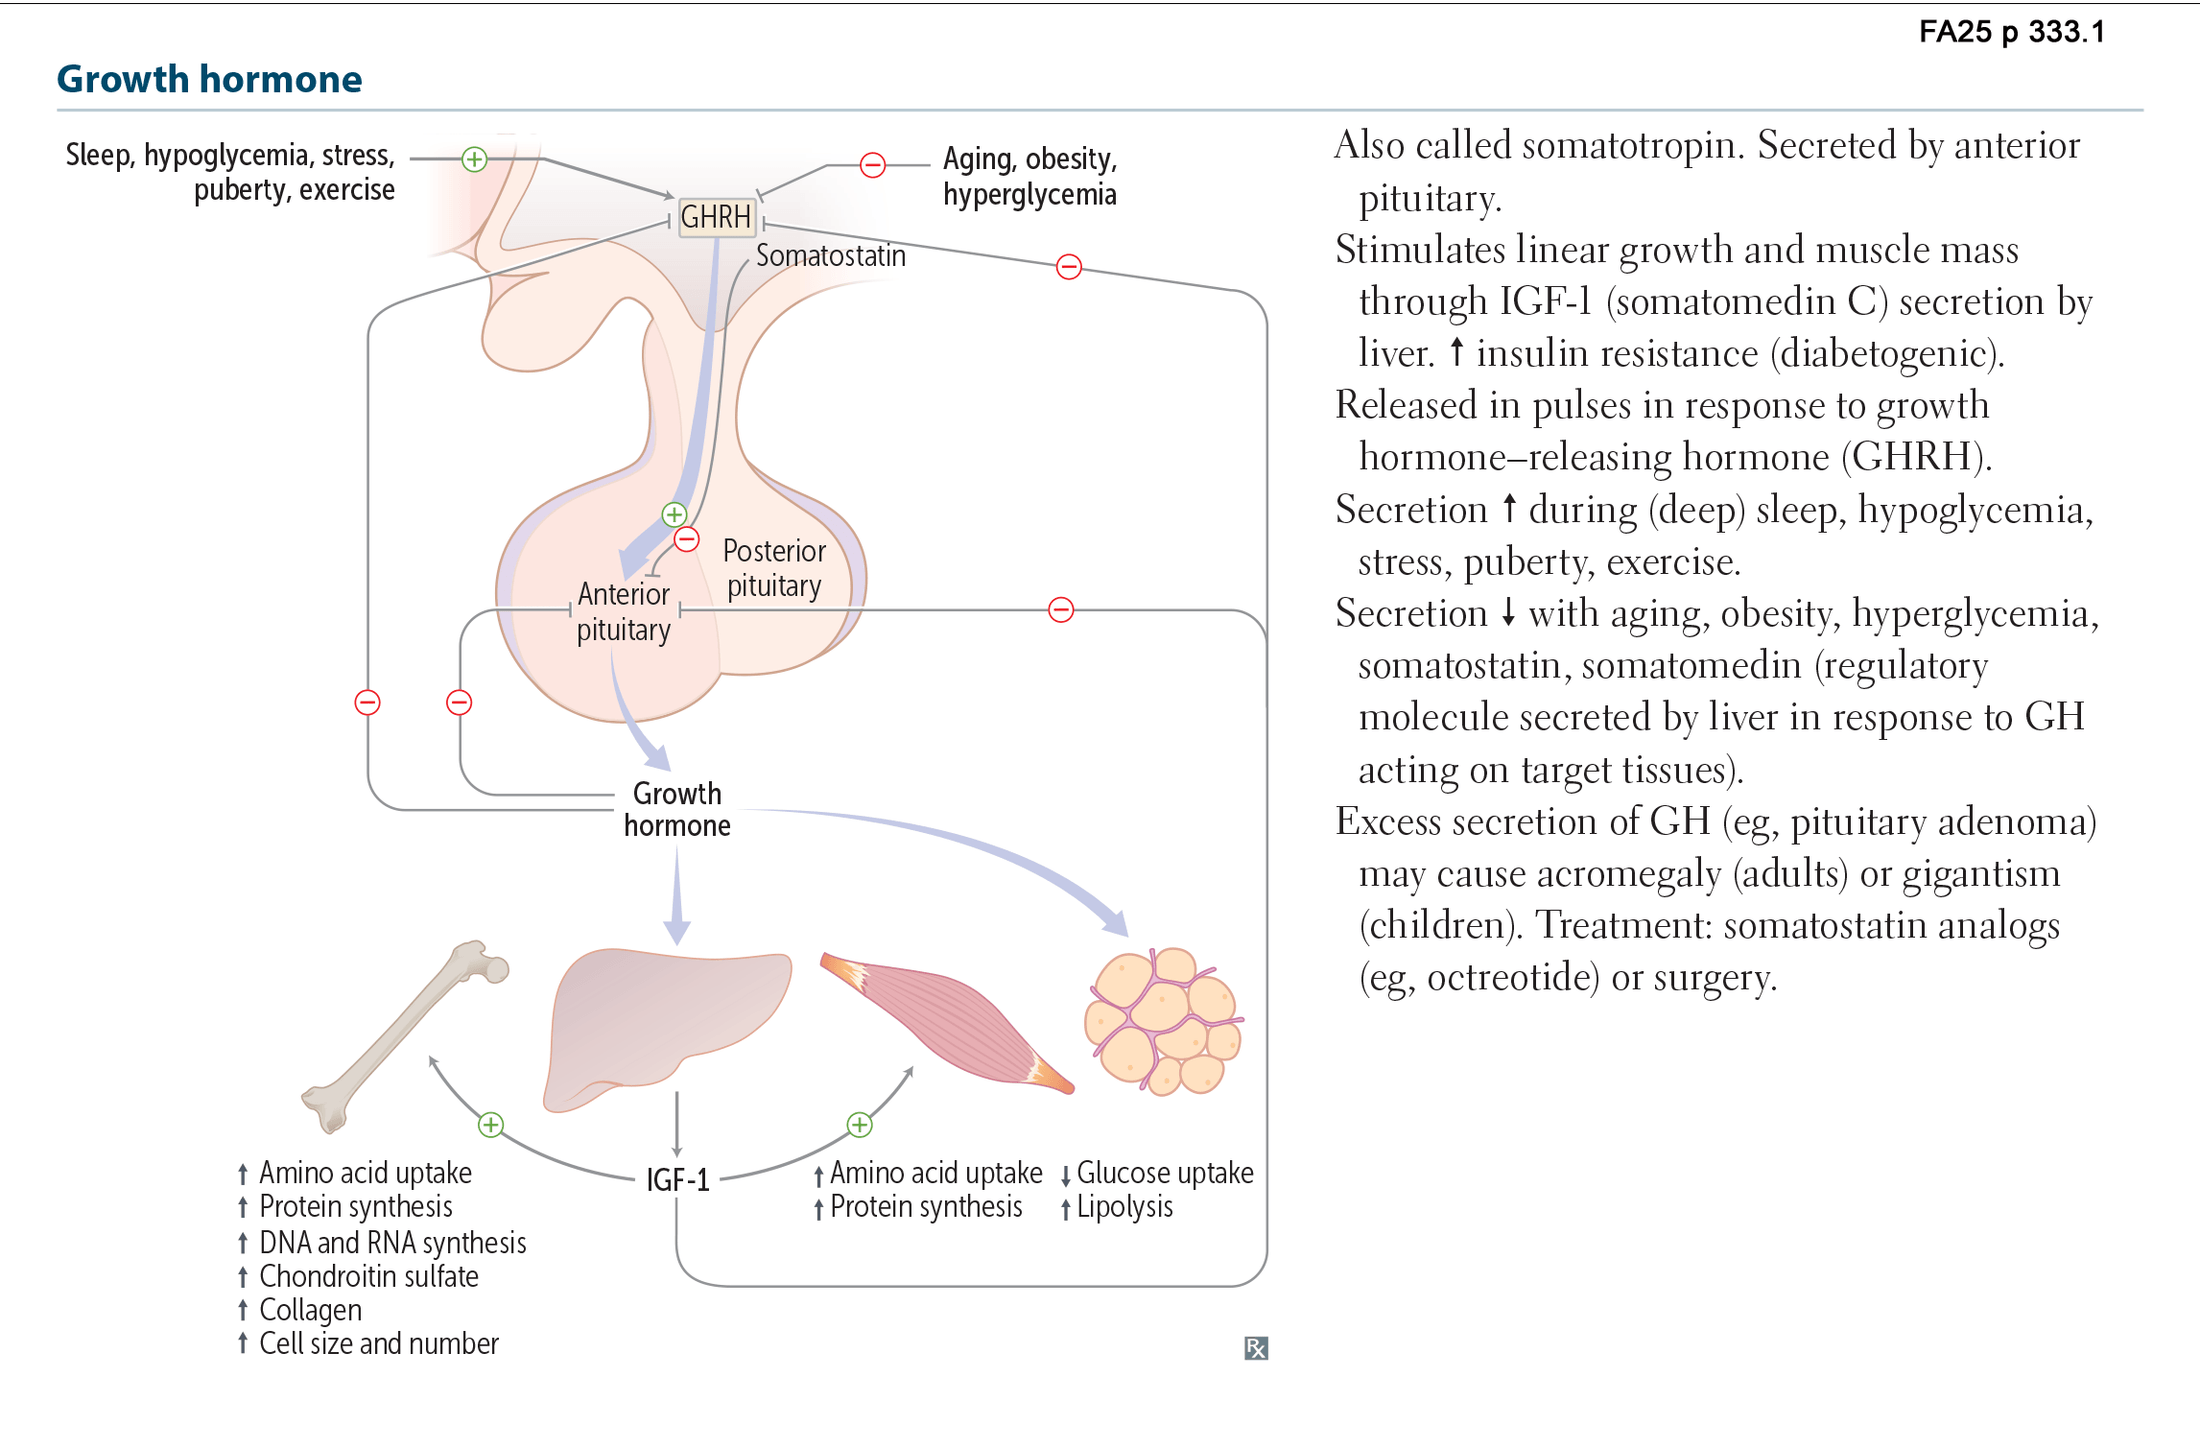 FA25 p 333.1
Growth hormone
Sleep, hypoglycemia, stress,
puberty, exercise
+
−
Aging, obesity,
hyperglycemia
GHRH
Somatostatin
−
+
−
Posterior
pituitary
Anterior
pituitary
−
−
−
Growth
hormone
+
+
IGF-1
↑ Amino acid uptake
↑ Protein synthesis
↑ DNA and RNA synthesis
↑ Chondroitin sulfate
↑ Collagen
↑ Cell size and number
↑ Amino acid uptake
↑ Protein synthesis
↓ Glucose uptake
↑ Lipolysis
Rx
Also called somatotropin. Secreted by anterior
pituitary.
Stimulates linear growth and muscle mass
through IGF-1 (somatomedin C) secretion by
liver. ↑ insulin resistance (diabetogenic).
Released in pulses in response to growth
hormone–releasing hormone (GHRH).
Secretion ↑ during (deep) sleep, hypoglycemia,
stress, puberty, exercise.
Secretion ↓ with aging, obesity, hyperglycemia,
somatostatin, somatomedin (regulatory
molecule secreted by liver in response to GH
acting on target tissues).
Excess secretion of GH (eg, pituitary adenoma)
may cause acromegaly (adults) or gigantism
(children). Treatment: somatostatin analogs
(eg, octreotide) or surgery.